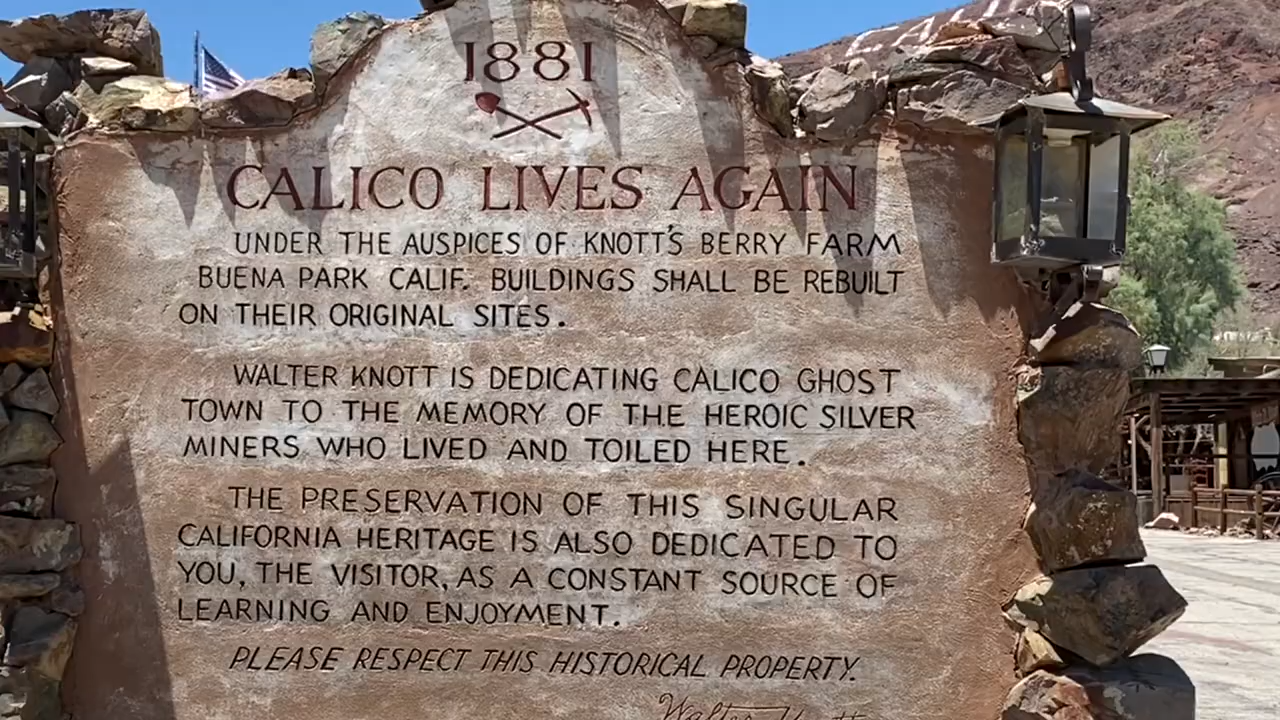 1881
CALICO LIVES AGAIN
UNDER THE AUSPICES OF KNOTT'S BERRY FARM
BUENA PARK CALIF. BUILDINGS SHALL BE REBUILT
ON THEIR ORIGINAL SITES.
WALTER KNOTT IS DEDICATING CALICO GHOST
TOWN TO THE MEMORY OF THE HEROIC SILVER
MINERS WHO LIVED AND TOILED HERE.
THE PRESERVATION OF THIS SINGULAR
CALIFORNIA HERITAGE IS ALSO DEDICATED TO
YOU, THE VISITOR, AS A CONSTANT SOURCE OF
LEARNING AND ENJOYMENT.
PLEASE RESPECT THIS HISTORICAL PROPERTY.
Walter Knott